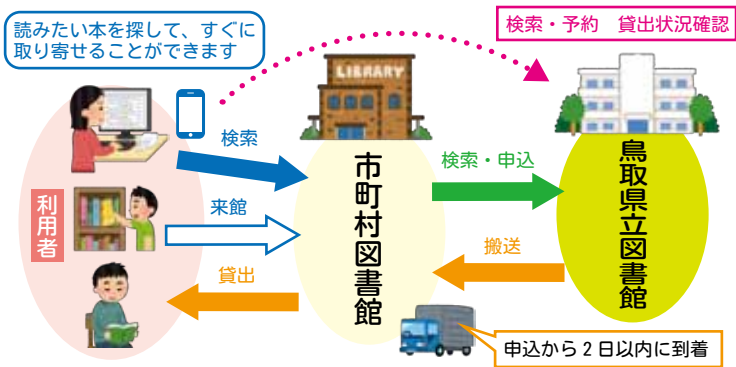 読みたい本を探して、すぐに
取り寄せることができます
検索・予約　貸出状況確認
LIBRARY
検索
利用者
来館
貸出
市町村図書館
検索・申込
搬送
鳥取県立図書館
申込から2日以内に到着